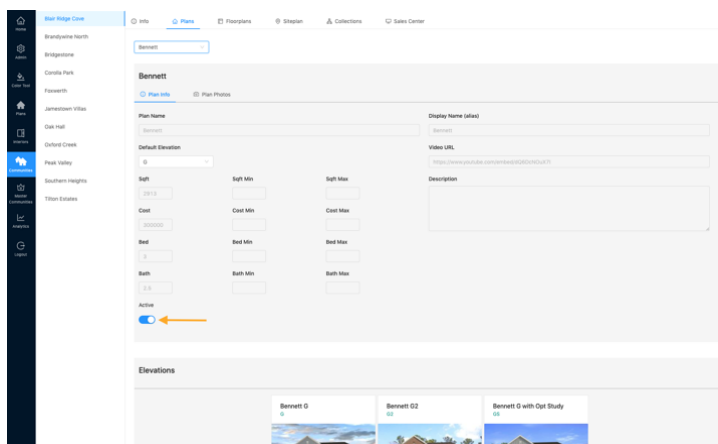 Home
Admin
Color Tool
Plans
Interiors
Communities
Master
Communities
Analytics
Logout
Blair Ridge Cove
Brandywine North
Bridgestone
Corolla Park
Foxworth
Jamestown Villas
Oak Hall
Oxford Creek
Peak Valley
Southern Heights
Tilton Estates
Info Plans Floorplans Siteplan Collections Sales Center
Bennett
Bennett
Plan Info Plan Photos
Plan Name Display Name (alias)
Bennett Bennett
Default Elevation Video URL
G
Sqft Sqft Min Sqft Max Description
Cost Cost Min Cost Max
300000
Bed Bed Min Bed Max
3
Bath Bath Min Bath Max
2.5
Active
Elevations
Bennett G Bennett G2 Bennett G with Opt Study
G G2